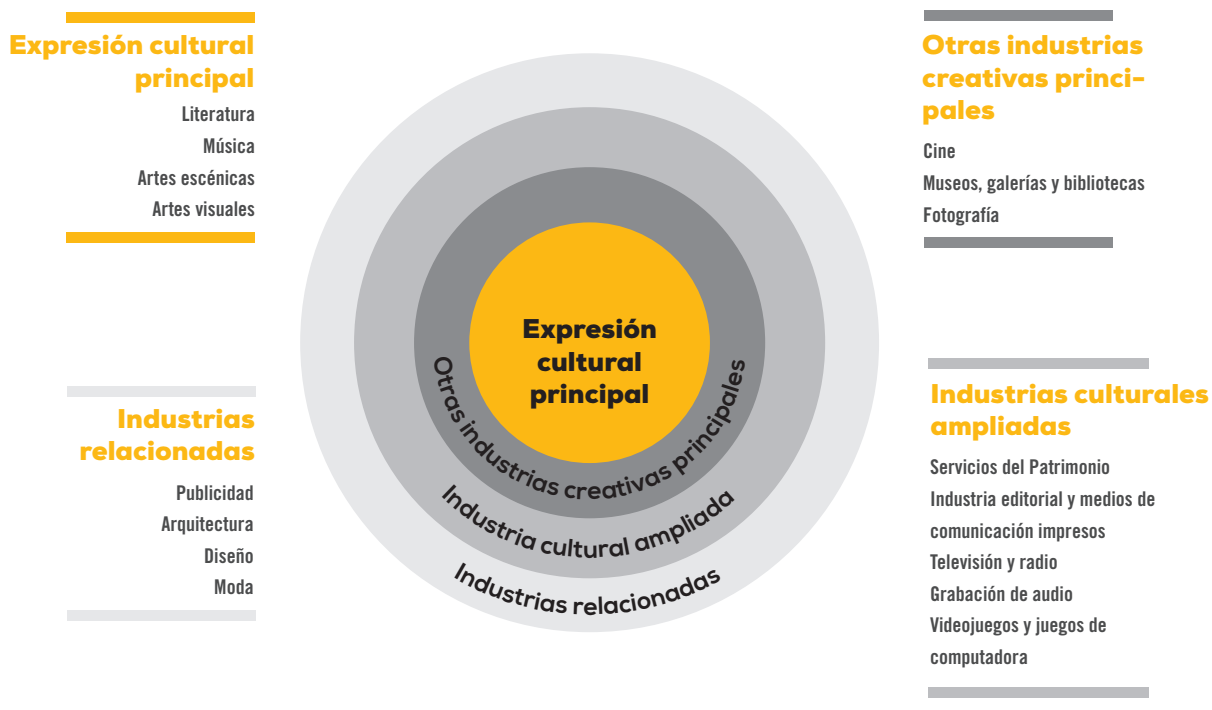 Expresión cultural
principal
Literatura
Música
Artes escénicas
Artes visuales
Otras industrias
creativas princi-
pales
Cine
Museos, galerías y bibliotecas
Fotografía
Expresión
cultural
principal
Otras industrias creativas principales
Industria cultural ampliada
Industrias relacionadas
Industrias
relacionadas
Publicidad
Arquitectura
Diseño
Moda
Industrias culturales
ampliadas
Servicios del Patrimonio
Industria editorial y medios de
comunicación impresos
Televisión y radio
Grabación de audio
Videojuegos y juegos de
computadora